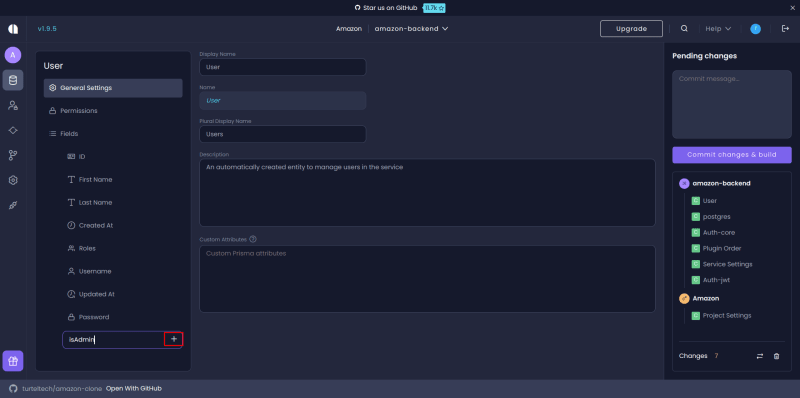 Star us on GitHub 11.7k
v1.9.5
Amazon amazon-backend
Upgrade
Help
A
User
General Settings
Permissions
Fields
ID
First Name
Last Name
Created At
Roles
Username
Updated At
Password
isAdmin
Display Name
User
Name
User
Plural Display Name
Users
Description
An automatically created entity to manage users in the service
Custom Attributes
Custom Prisma attributes
Pending changes
Commit message...
Commit changes & build
amazon-backend
C User
C postgres
C Auth-core
C Plugin Order
C Service Settings
C Auth-jwt
Amazon
C Project Settings
Changes 7
turteltech/amazon-clone Open With GitHub